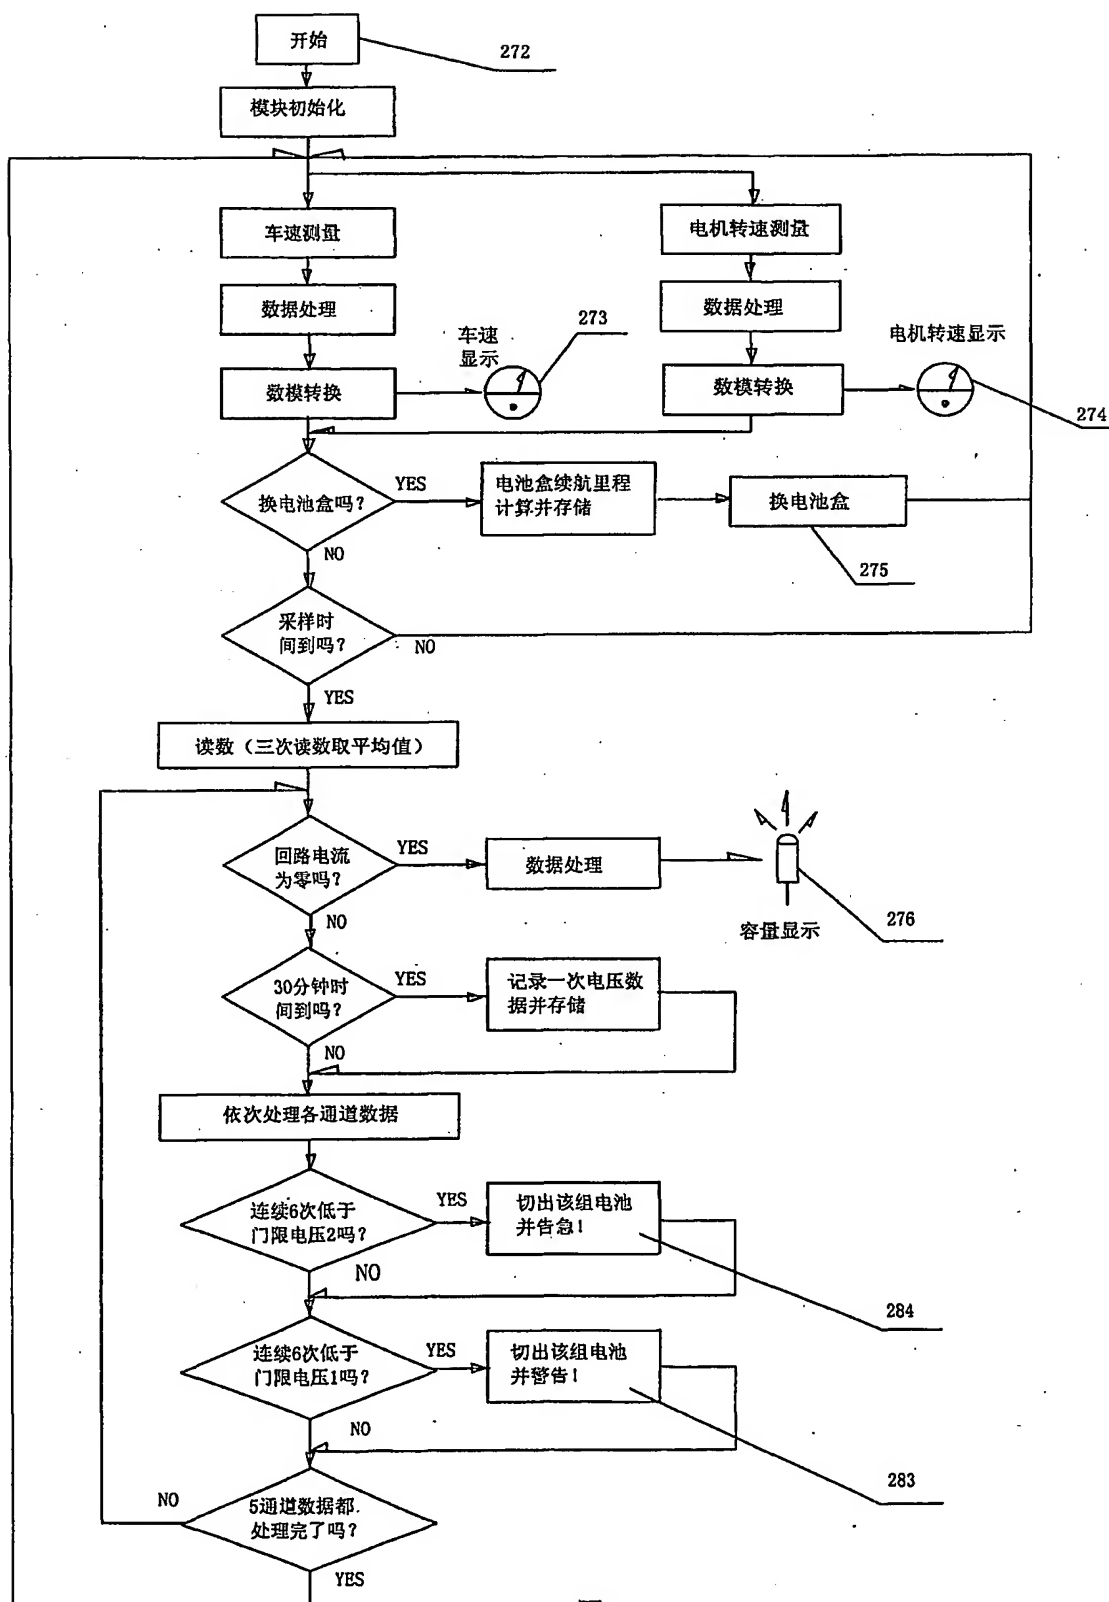 开始
272
模块初始化
车速测量
电机转速测量
数据处理
数据处理
车速
显示
273
电机转速显示
数模转换
数模转换
274
换电池盒吗？
YES
电池盒续航里程
计算并存储
换电池盒
275
NO
采样时
间到吗？
NO
YES
读数（三次读数取平均值）
回路电流
为零吗？
YES
数据处理
276
容量显示
NO
30分钟时
间到吗？
YES
记录一次电压数
据并存储
NO
依次处理各通道数据
连续6次低于
门限电压2吗？
YES
切出该组电池
并告急！
NO
284
连续6次低于
门限电压1吗？
YES
切出该组电池
并警告！
NO
283
5通道数据都
处理完了吗？
NO
YES